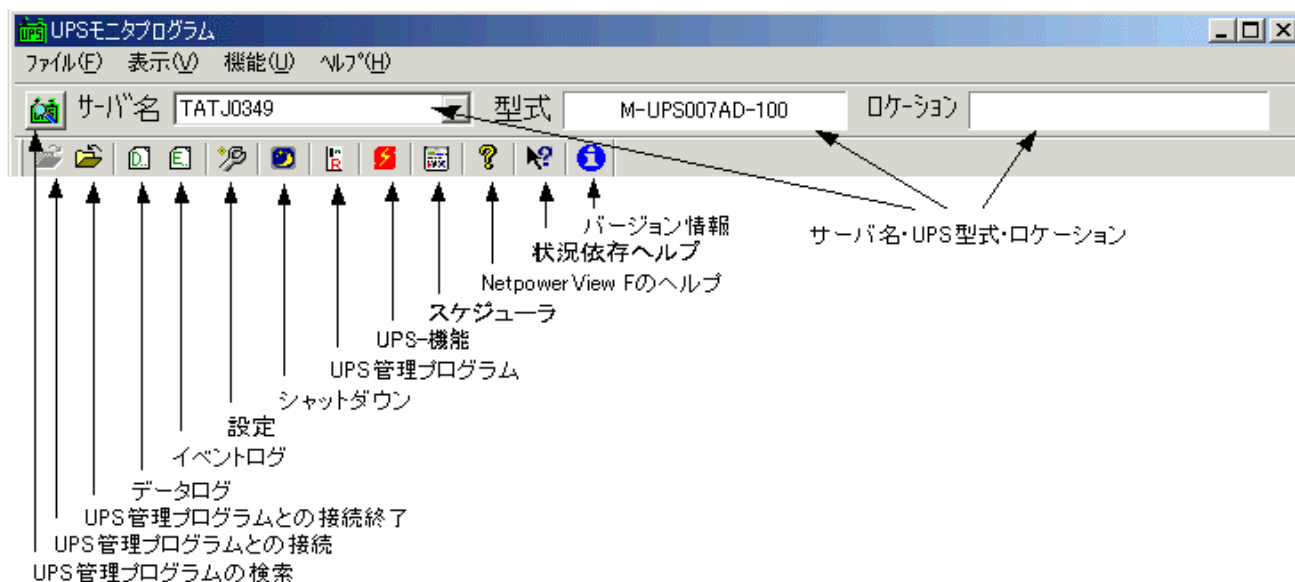 UPS UPSモニタプログラム
ファイル(F) 表示(V) 機能(U) ヘルプ(H)
サーバ名 TATJ0349 型式 M-UPS007AD-100 ロケーション
D.. E.. R ? ? i
バージョン情報
サーバ名・UPS型式・ロケーション
状況依存ヘルプ
NetpowerView Fのヘルプ
スケジューラ
UPS-機能
UPS管理プログラム
シャットダウン
設定
イベントログ
データログ
UPS管理プログラムとの接続終了
UPS管理プログラムとの接続
UPS管理プログラムの検索